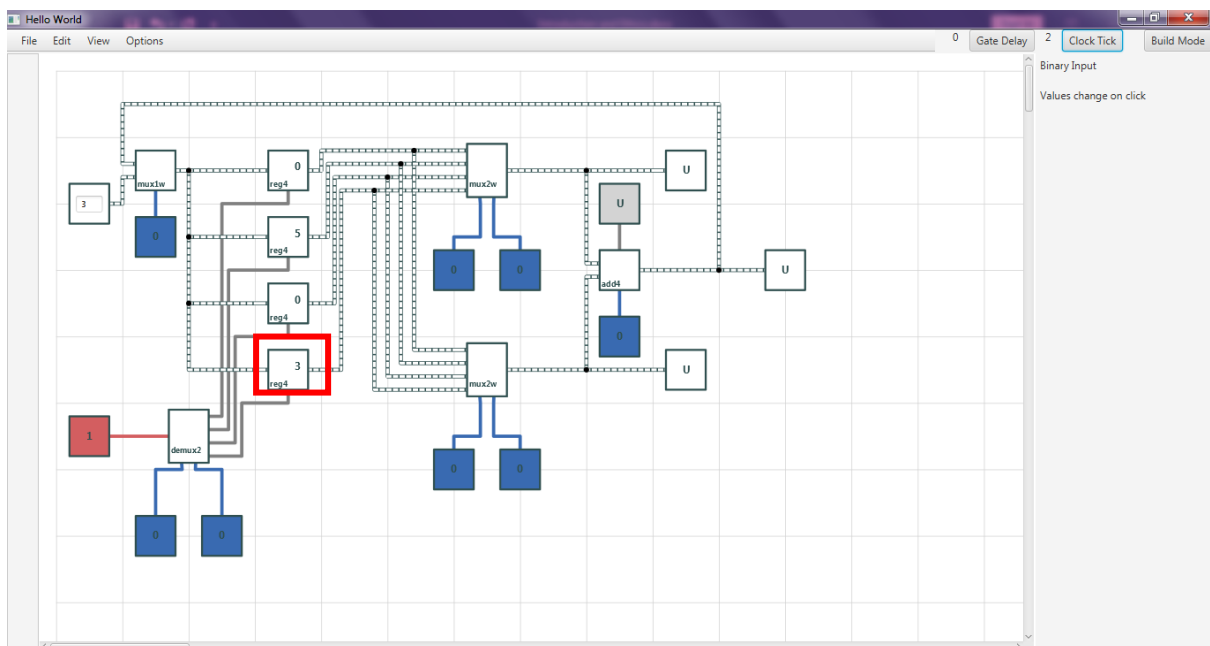 Hello World
File Edit View Options
0 Gate Delay 2 Clock Tick Build Mode
Binary Input
Values change on click
mux1w
3
0
0
reg4
5
reg4
0
reg4
3
reg4
mux2w
0 0
U
U
add4
0
U
mux2w
U
0 0
1
demux2
0 0